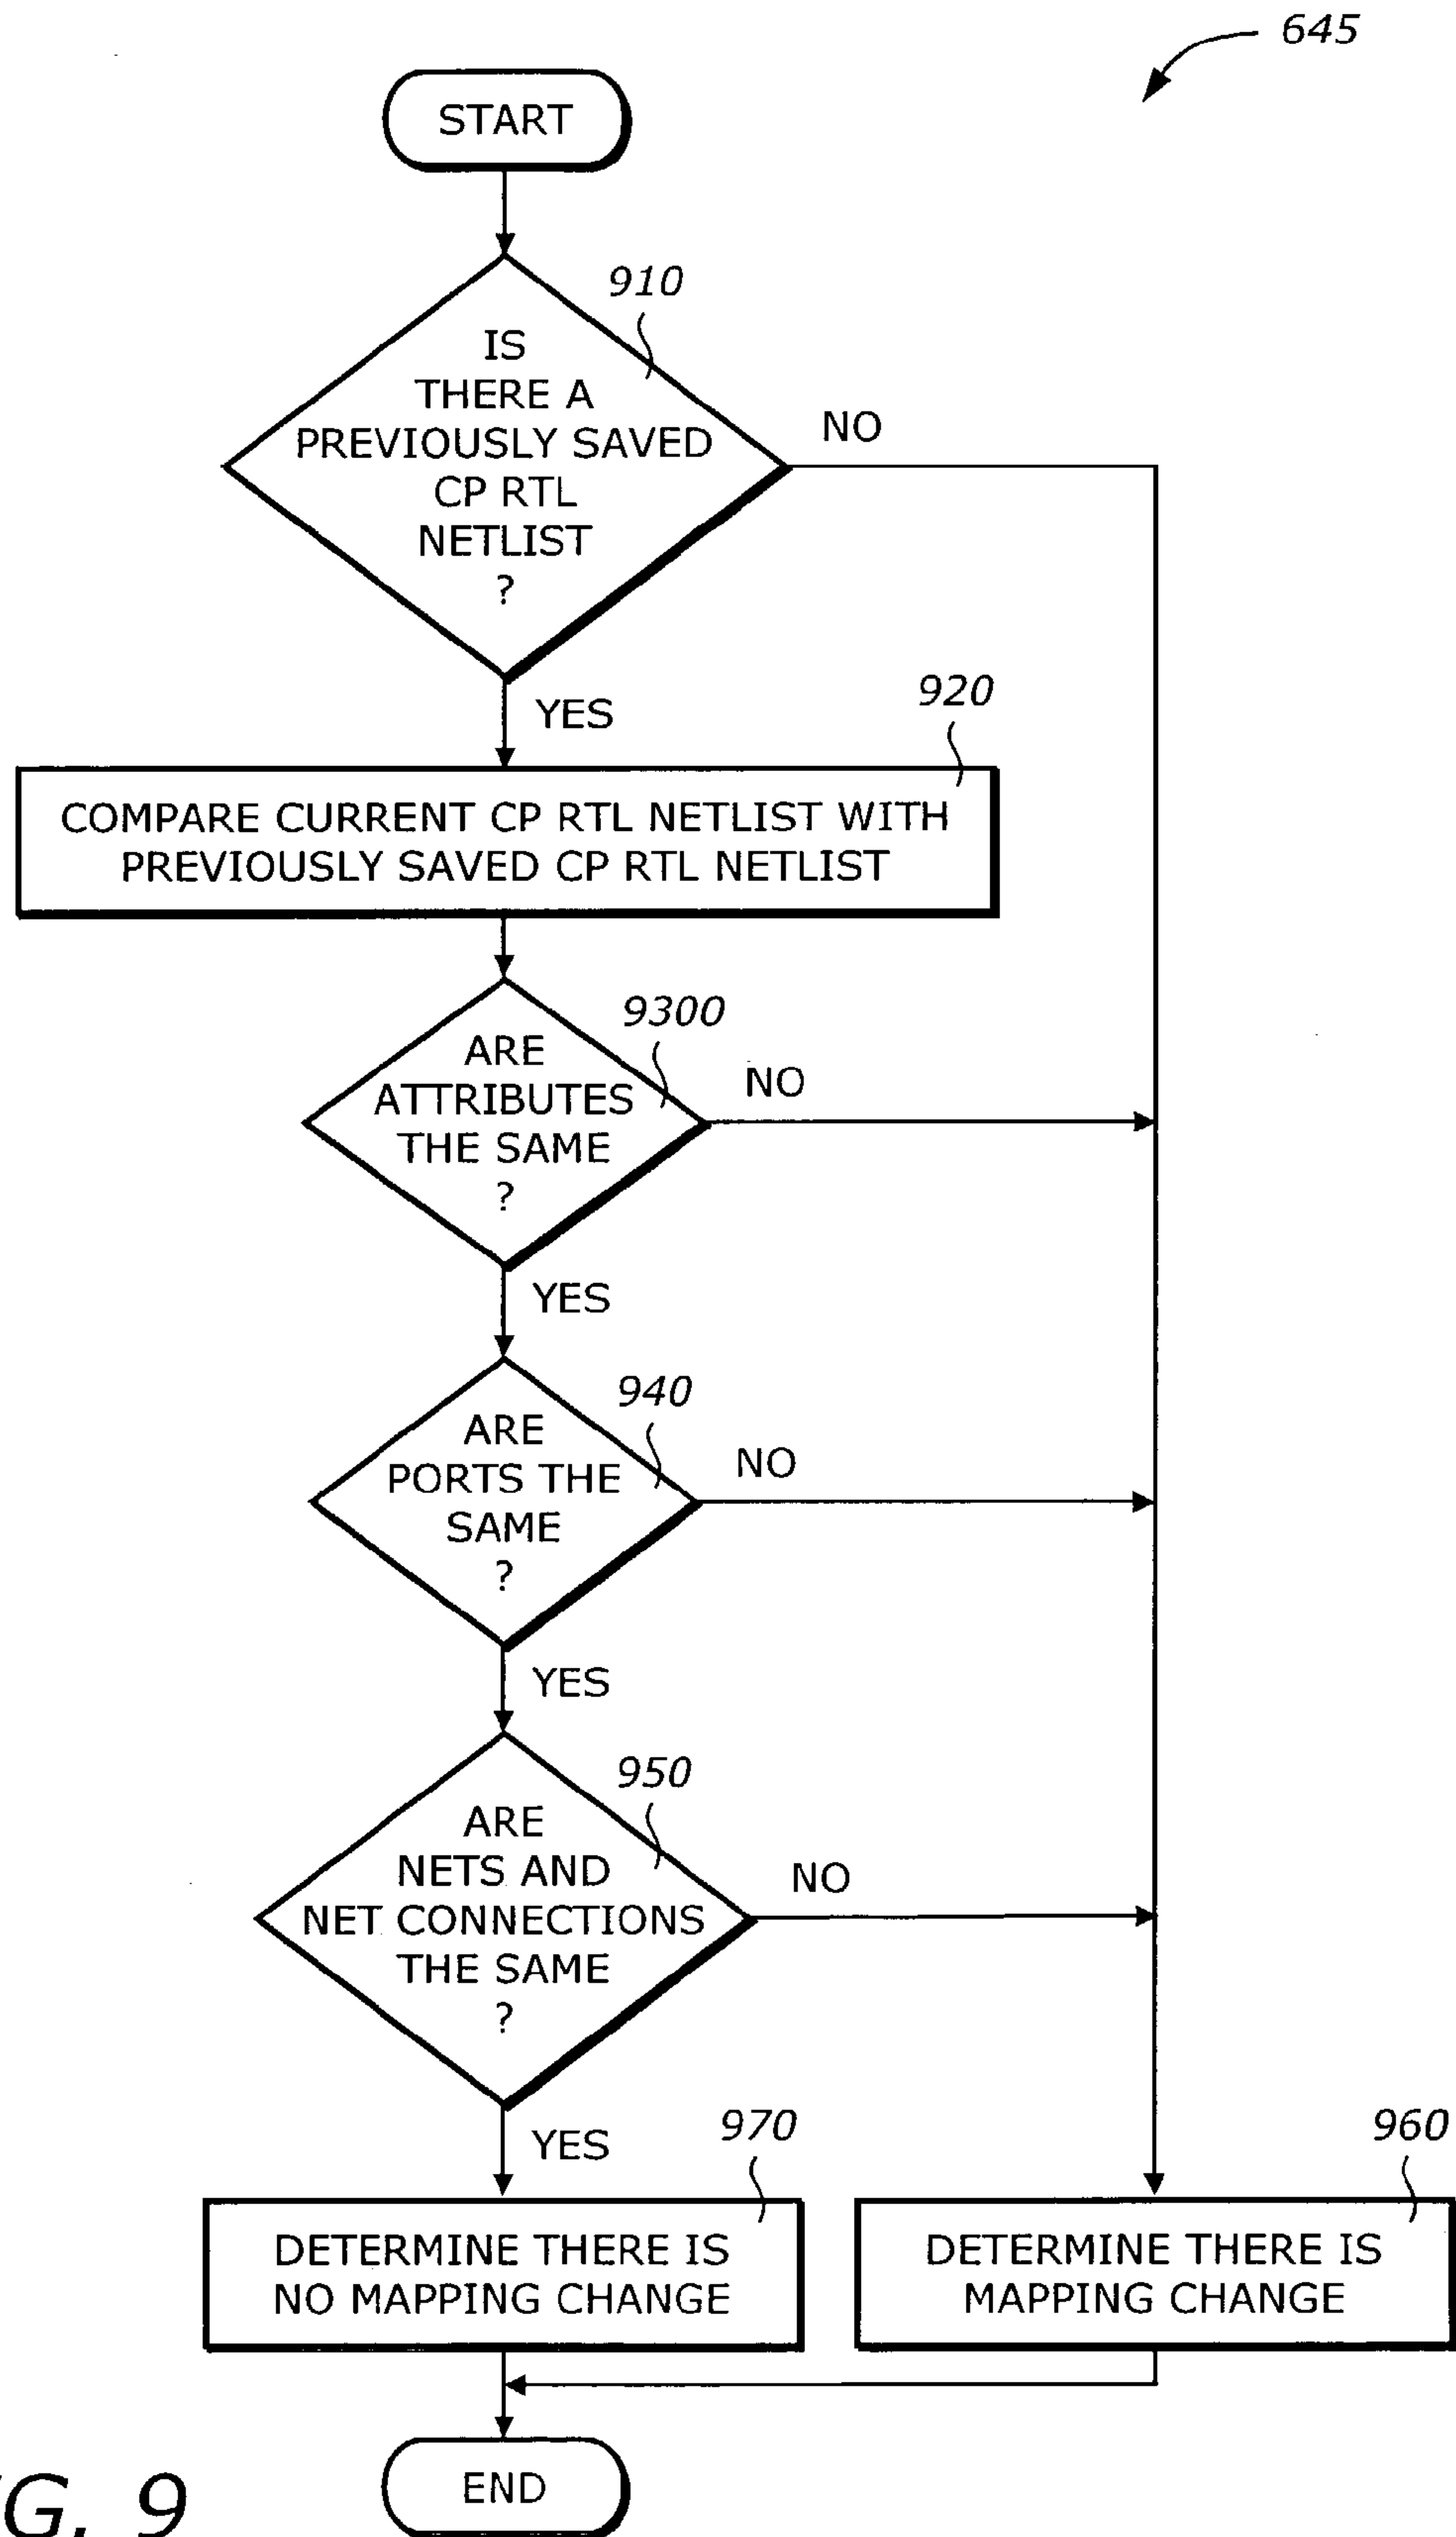 645
START
910
IS
THERE A
PREVIOUSLY SAVED
CP RTL
NETLIST
?
NO
YES
920
COMPARE CURRENT CP RTL NETLIST WITH
PREVIOUSLY SAVED CP RTL NETLIST
9300
ARE
ATTRIBUTES
THE SAME
?
NO
YES
940
ARE
PORTS THE
SAME
?
NO
YES
950
ARE
NETS AND
NET CONNECTIONS
THE SAME
?
NO
YES
970
DETERMINE THERE IS
NO MAPPING CHANGE
960
DETERMINE THERE IS
MAPPING CHANGE
END
G. 9